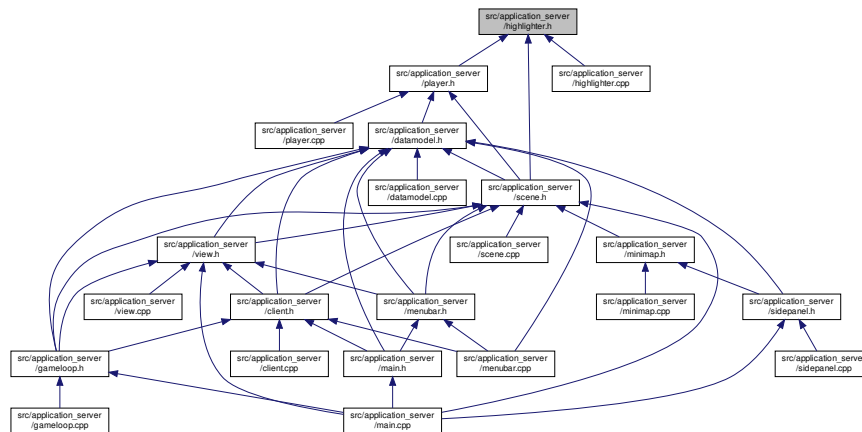 src/application_server
/highlighter.h
src/application_server
/player.h
src/application_server
/highlighter.cpp
src/application_server
/player.cpp
src/application_server
/datamodel.h
src/application_server
/datamodel.cpp
src/application_server
/scene.h
src/application_server
/view.h
src/application_server
/scene.cpp
src/application_server
/minimap.h
src/application_server
/view.cpp
src/application_server
/client.h
src/application_server
/menubar.h
src/application_server
/minimap.cpp
src/application_server
/sidepanel.h
src/application_server
/gameloop.h
src/application_server
/client.cpp
src/application_server
/main.h
src/application_server
/menubar.cpp
src/application_server
/sidepanel.cpp
src/application_server
/gameloop.cpp
src/application_server
/main.cpp